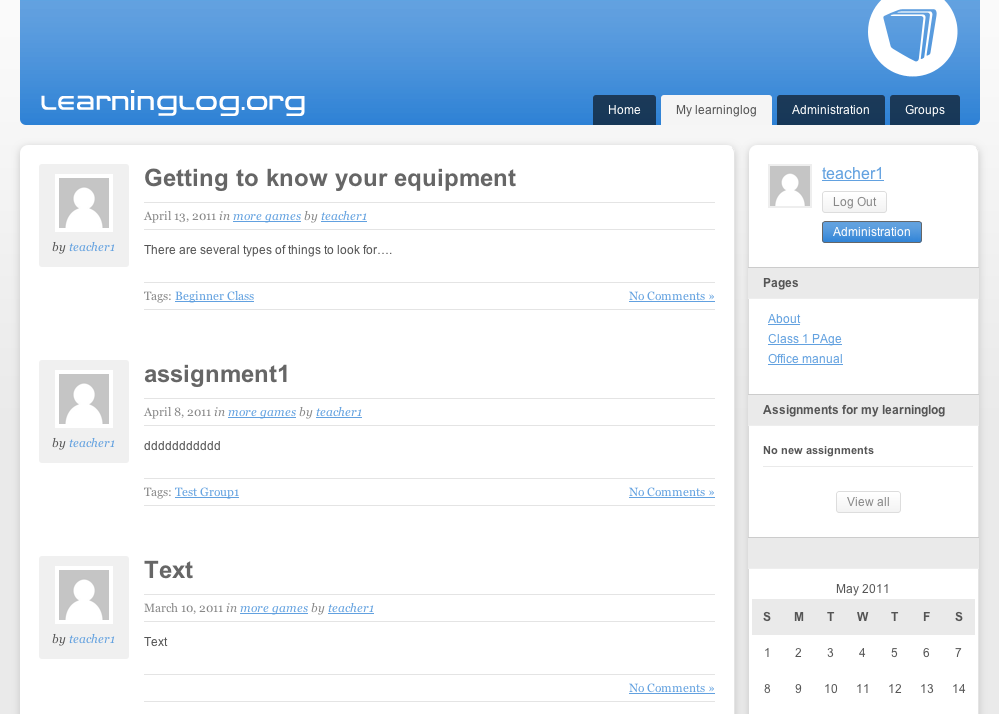 Learninglog.org
Home My learninglog Administration Groups
Getting to know your equipment
April 13, 2011 in more games by teacher1
by teacher1
There are several types of things to look for....
Tags: Beginner Class No Comments »
assignment1
April 8, 2011 in more games by teacher1
by teacher1
ddddddddddd
Tags: Test Group1 No Comments »
Text
March 10, 2011 in more games by teacher1
by teacher1
Text
No Comments »
teacher1
Log Out
Administration
Pages
About
Class 1 PAge
Office manual
Assignments for my learninglog
No new assignments
View all
May 2011
S M T W T F S
1 2 3 4 5 6 7
8 9 10 11 12 13 14